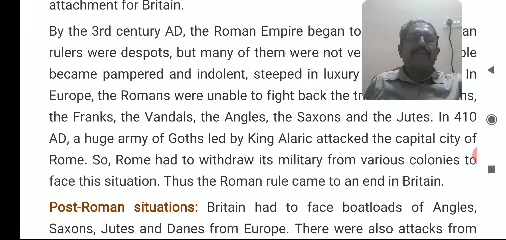 attachment for Britain.
By the 3rd century AD, the Roman Empire began to an
rulers were despots, but many of them were not ve le
became pampered and indolent, steeped in luxury In
Europe, the Romans were unable to fight back the hs,
the Franks, the Vandals, the Angles, the Saxons and the Jutes. In 410
AD, a huge army of Goths led by King Alaric attacked the capital city of
Rome. So, Rome had to withdraw its military from various colonies to
face this situation. Thus the Roman rule came to an end in Britain.
Post-Roman situations: Britain had to face boatloads of Angles,
Saxons, Jutes and Danes from Europe. There were also attacks from